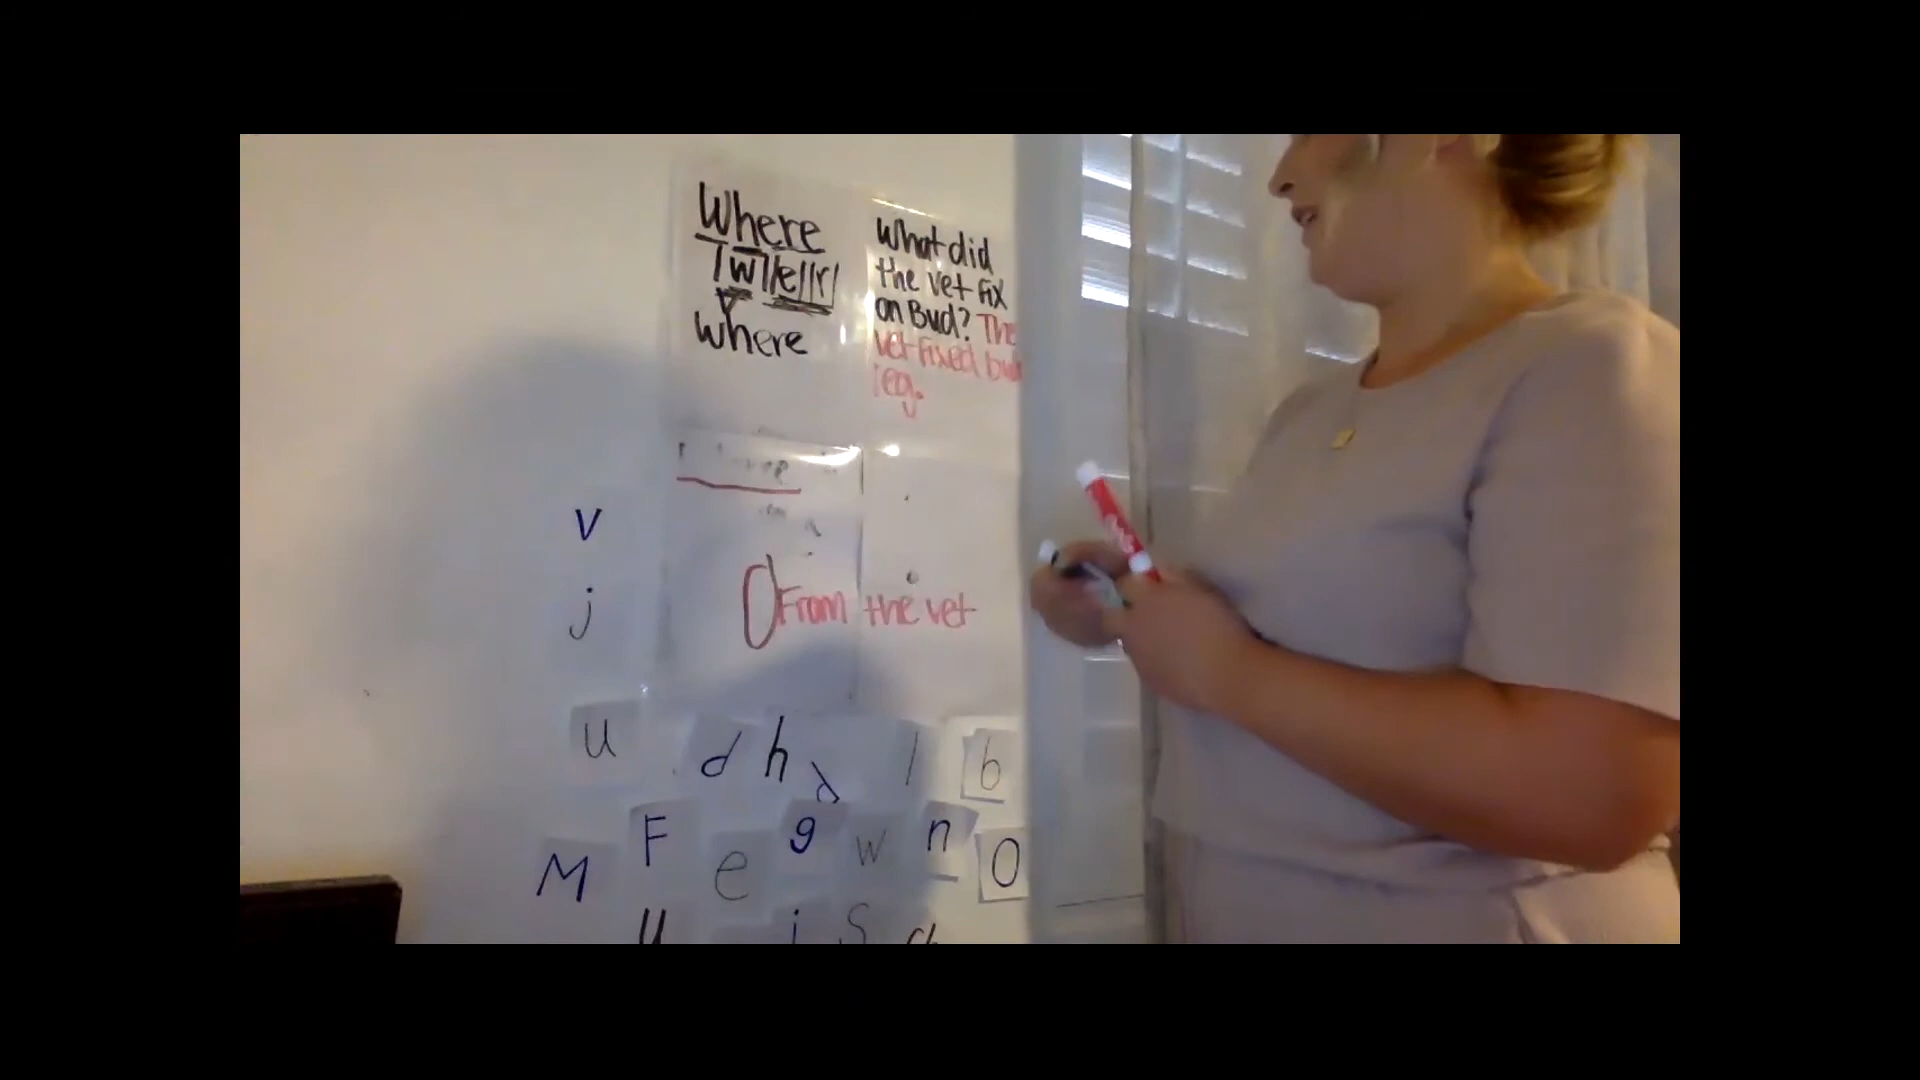 Where
/w//e//r/
where
What did
the vet fix
on Bud? The
vet fixed bud
leg.
From the vet
v
j
u d h l b
F g w n
M e O
u i S d